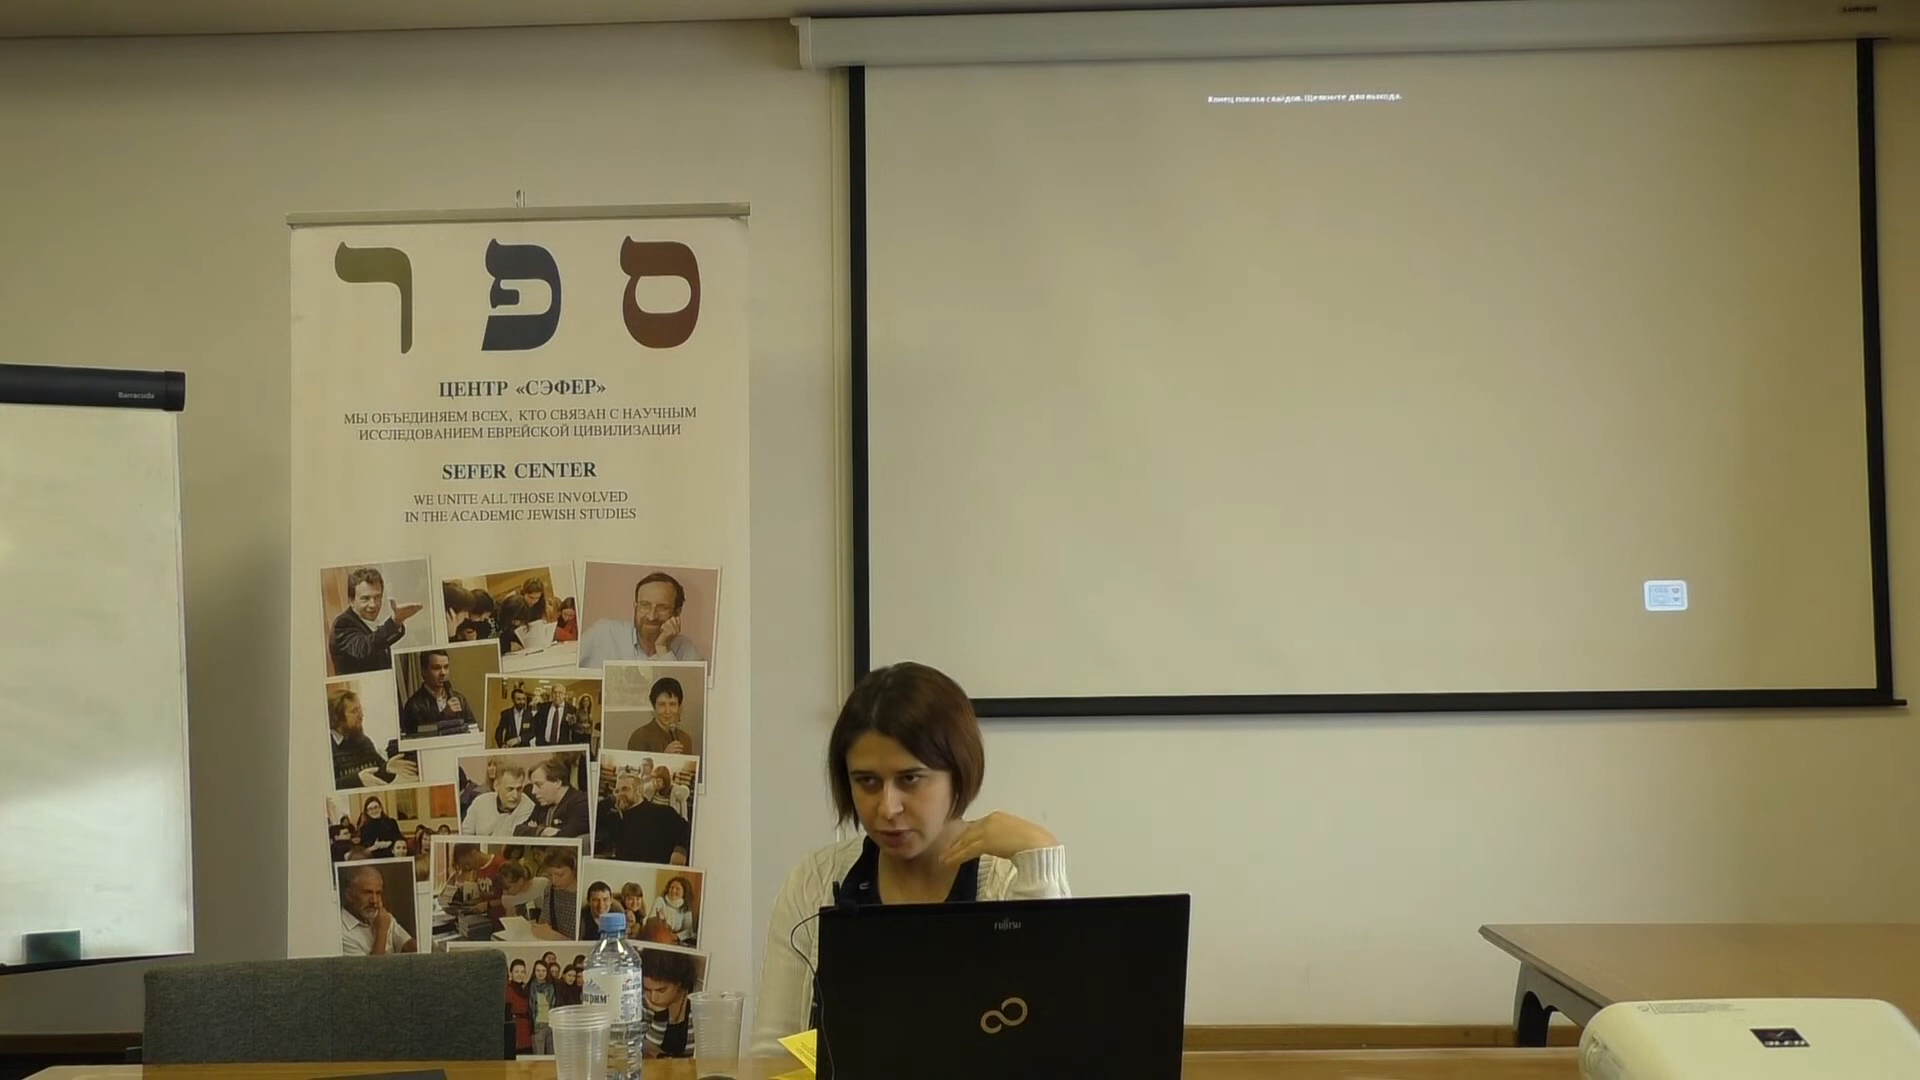 Конец показа слайдов. Щелкните для выхода.
ספר
ЦЕНТР «СЭФЕР»
МЫ ОБЪЕДИНЯЕМ ВСЕХ, КТО СВЯЗАН С НАУЧНЫМ
ИССЛЕДОВАНИЕМ ЕВРЕЙСКОЙ ЦИВИЛИЗАЦИИ
SEFER CENTER
WE UNITE ALL THOSE INVOLVED
IN THE ACADEMIC JEWISH STUDIES
Barracuda
FUJITSU